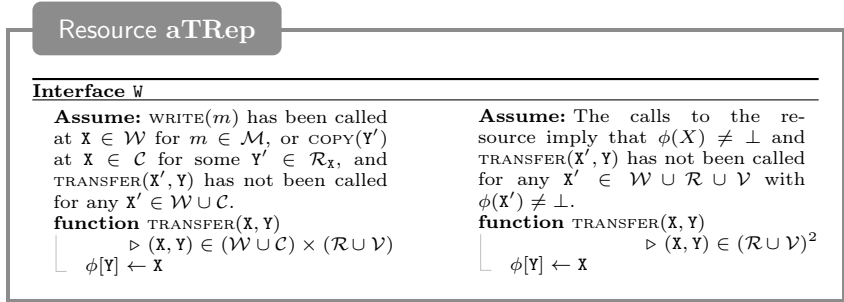 Resource aTRep
Interface W
Assume: WRITE(m) has been called
at X ∈ 𝒲 for m ∈ ℳ, or COPY(Y′)
at X ∈ 𝒞 for some Y′ ∈ ℛ_X, and
TRANSFER(X′, Y) has not been called
for any X′ ∈ 𝒲 ∪ 𝒞.
function TRANSFER(X, Y)
▷ (X, Y) ∈ (𝒲 ∪ 𝒞) × (ℛ ∪ 𝒱)
ϕ[Y] ← X
Assume: The calls to the re-
source imply that ϕ(X) ≠ ⊥ and
TRANSFER(X′, Y) has not been called
for any X′ ∈ 𝒲 ∪ ℛ ∪ 𝒱 with
ϕ(X′) ≠ ⊥.
function TRANSFER(X, Y)
▷ (X, Y) ∈ (ℛ ∪ 𝒱)²
ϕ[Y] ← X